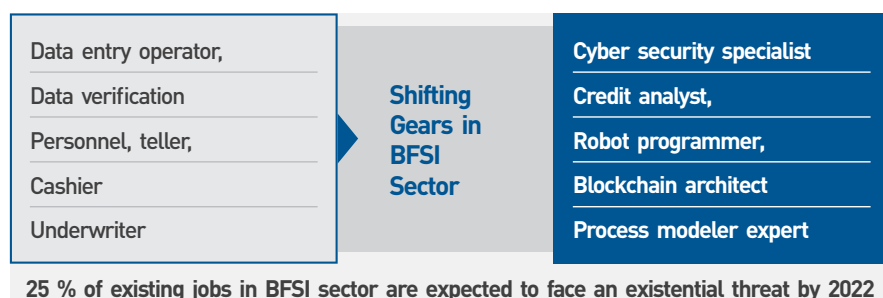 Data entry operator,
Data verification
Personnel, teller,
Cashier
Underwriter
Shifting
Gears in
BFSI
Sector
Cyber security specialist
Credit analyst,
Robot programmer,
Blockchain architect
Process modeler expert
25 % of existing jobs in BFSI sector are expected to face an existential threat by 2022